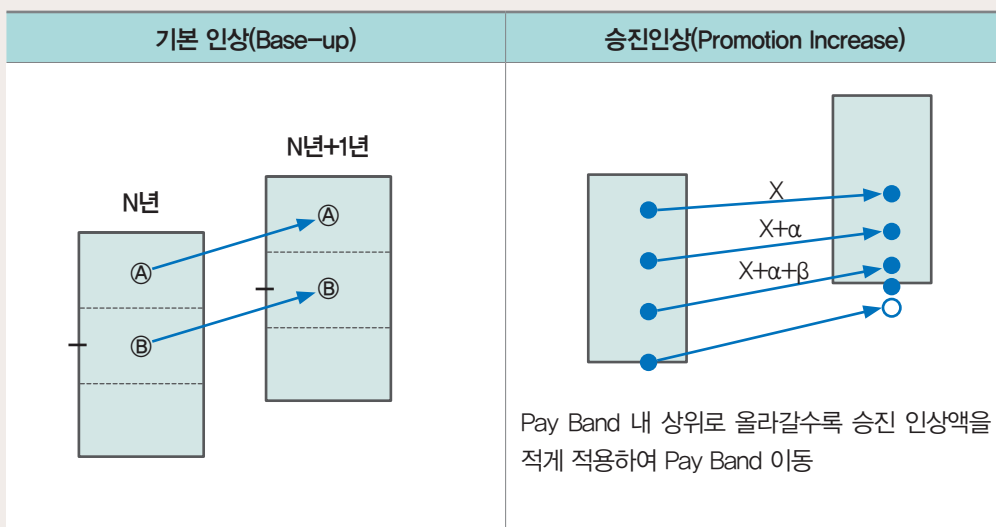 기본 인상(Base-up)
승진인상(Promotion Increase)
N년
N년+1년
Ⓐ
Ⓑ
Ⓐ
Ⓑ
X
X+α
X+α+β
Pay Band 내 상위로 올라갈수록 승진 인상액을
적게 적용하여 Pay Band 이동